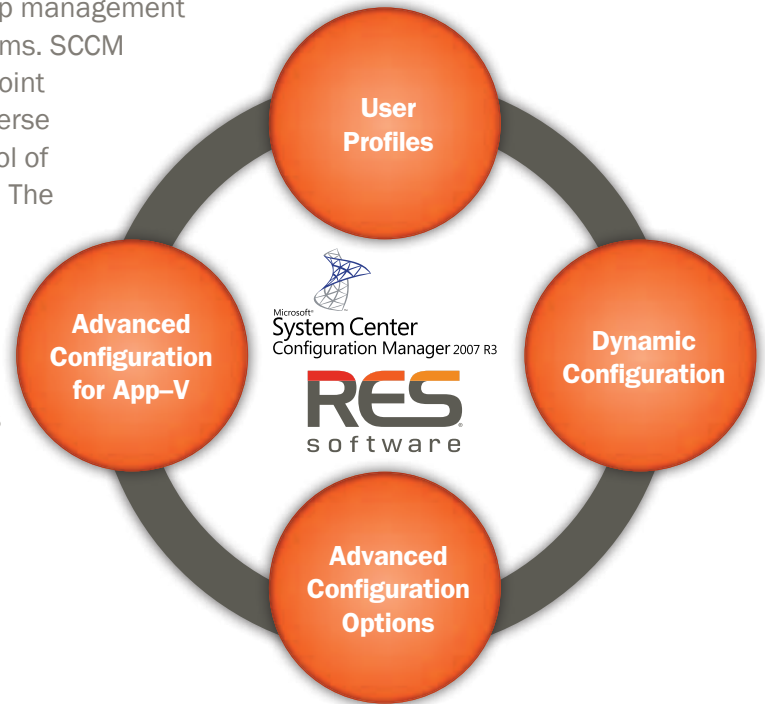 p management
ms. SCCM
oint
erse
ol of
The
User
Profiles
Advanced
Configuration
for App–V
Microsoft®
System Center
Configuration Manager 2007 R3
RES
software
Dynamic
Configuration
Advanced
Configuration
Options